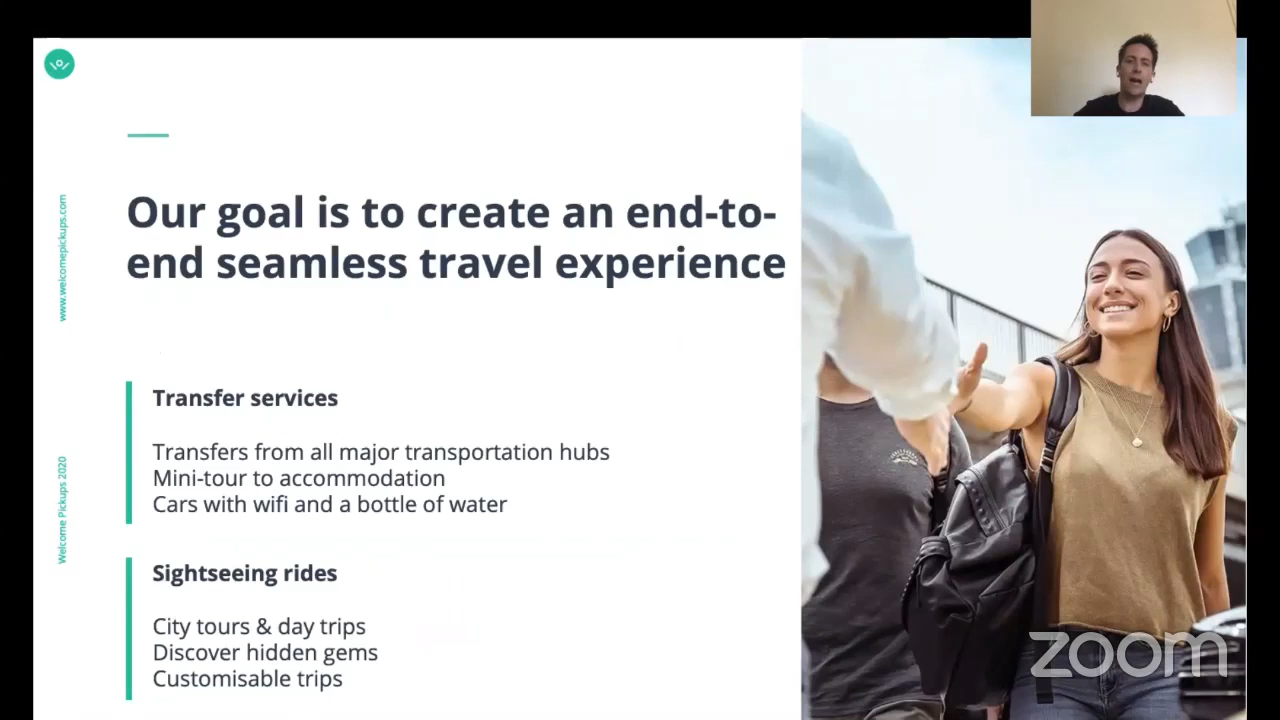 Our goal is to create an end-to-
end seamless travel experience
Transfer services
Transfers from all major transportation hubs
Mini-tour to accommodation
Cars with wifi and a bottle of water
Sightseeing rides
City tours & day trips
Discover hidden gems
Customisable trips
www.welcomepickups.com
Welcome Pickups 2020
zoom